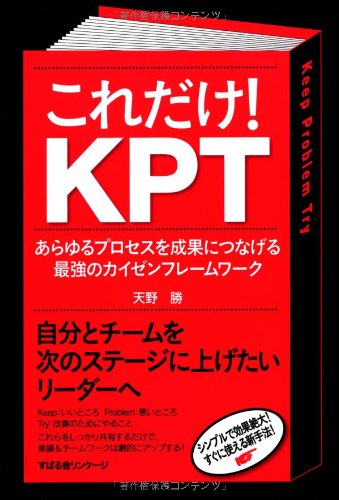 「著作権保護コンテンツ」
これだけ!
KPT
Keep Problem Try
あらゆるプロセスを成果につなげる
最強のカイゼンフレームワーク
天野 勝
自分とチームを
次のステージに上げたい
リーダーへ
Keep:いいところ Problem:悪いところ
Try:改善のためにやること
これらをしっかり共有するだけで、
業績&チームワークは劇的にアップする!
シンプルで効果絶大!
すぐに使える新手法!
すばる舎リンケージ
「著作権保護コンテンツ」